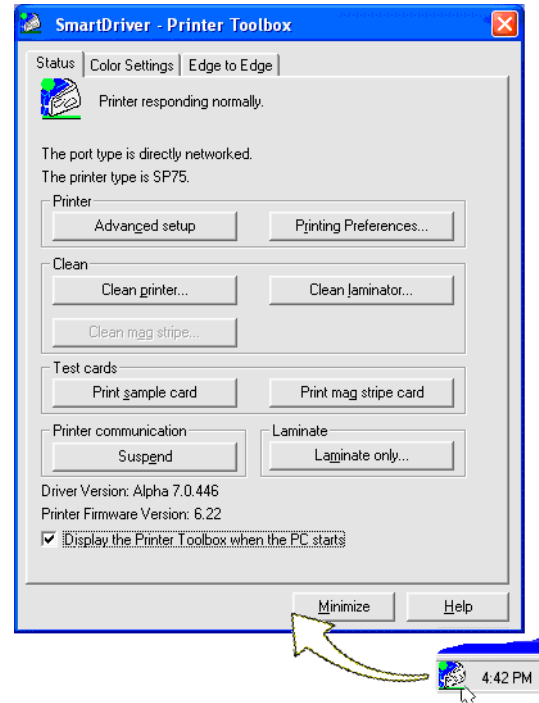 SmartDriver - Printer Toolbox
Status Color Settings Edge to Edge
Printer responding normally.
The port type is directly networked.
The printer type is SP75.
Printer
Advanced setup Printing Preferences...
Clean
Clean printer... Clean laminator...
Clean mag stripe...
Test cards
Print sample card Print mag stripe card
Printer communication Laminate
Suspend Laminate only...
Driver Version: Alpha 7.0.446
Printer Firmware Version: 6.22
Display the Printer Toolbox when the PC starts
Minimize Help
4:42 PM